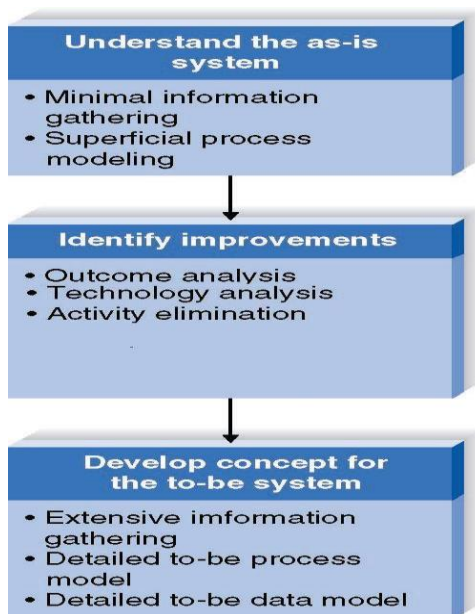 Understand the as-is
system
• Minimal information
gathering
• Superficial process
modeling
Identify improvements
• Outcome analysis
• Technology analysis
• Activity elimination
Develop concept for
the to-be system
• Extensive imformation
gathering
• Detailed to-be process
model
• Detailed to-be data model